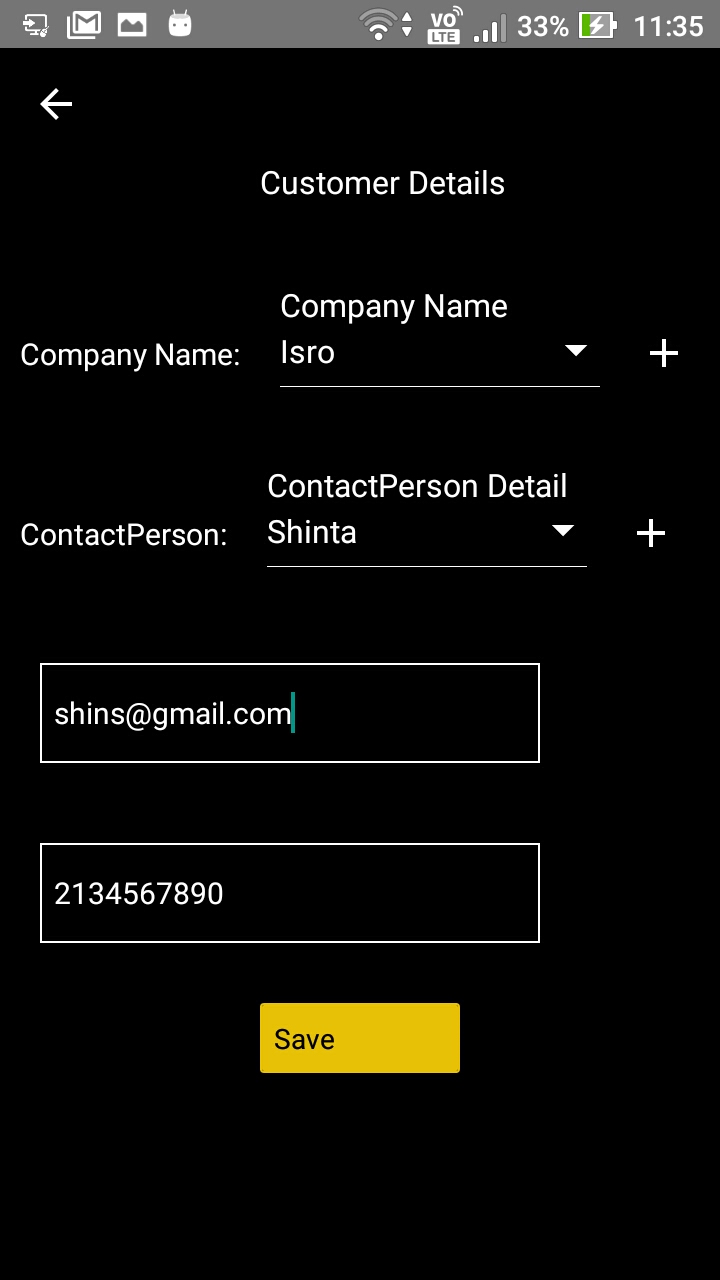 VO LTE 33% 11:35
Customer Details
Company Name
Company Name: Isro
ContactPerson Detail
ContactPerson: Shinta
shins@gmail.com
2134567890
Save